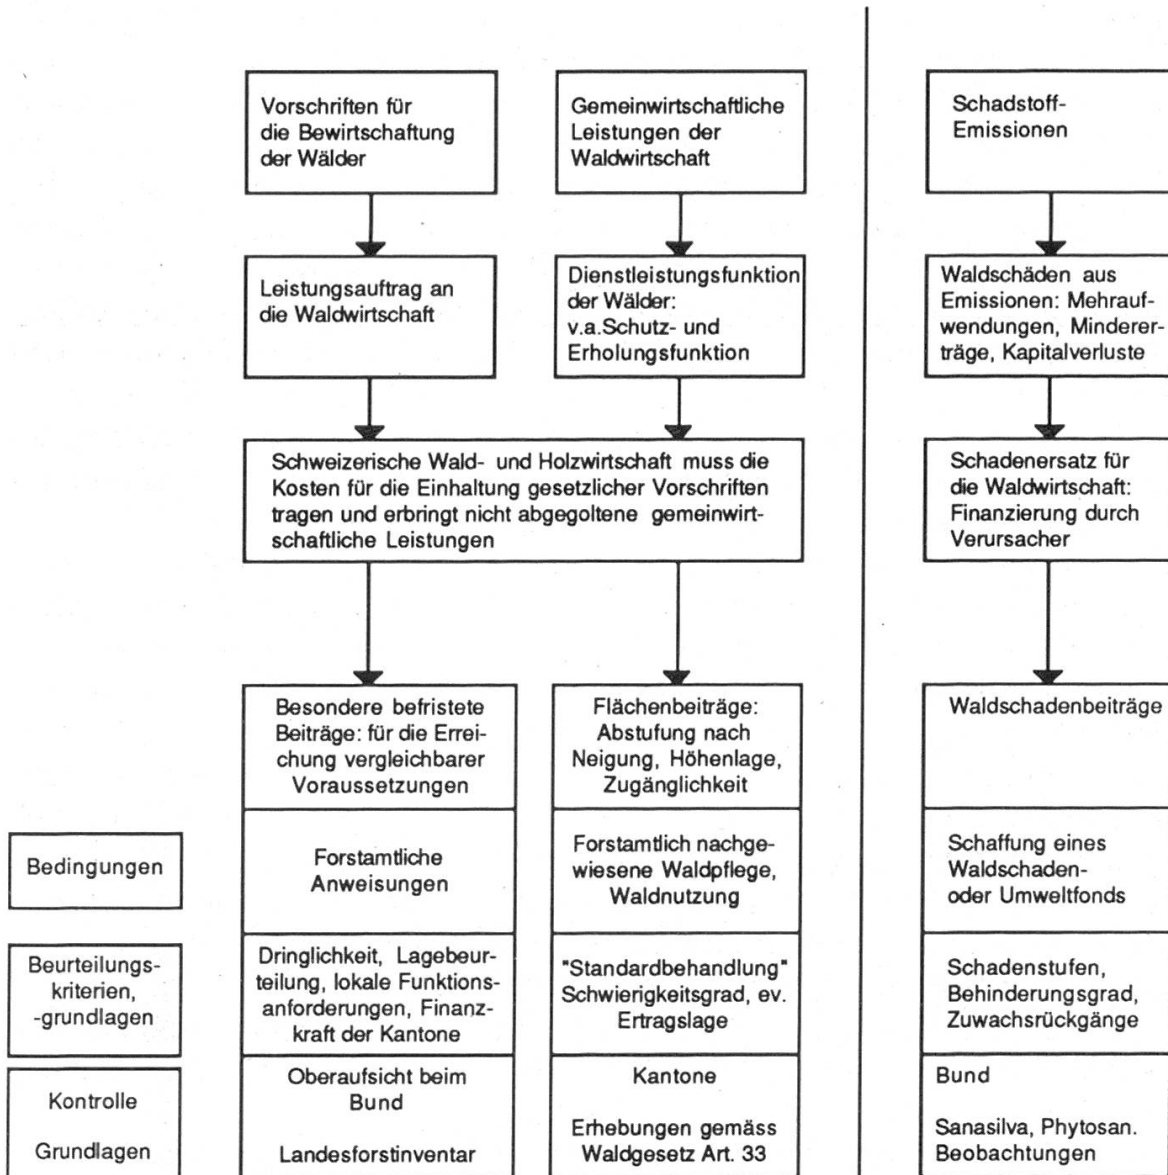 Vorschriften für
die Bewirtschaftung
der Wälder
Gemeinwirtschaftliche
Leistungen der
Waldwirtschaft
Schadstoff-
Emissionen
Leistungsauftrag an
die Waldwirtschaft
Dienstleistungsfunktion
der Wälder:
v.a.Schutz- und
Erholungsfunktion
Waldschäden aus
Emissionen: Mehrauf-
wendungen, Minderer-
träge, Kapitalverluste
Schweizerische Wald- und Holzwirtschaft muss die
Kosten für die Einhaltung gesetzlicher Vorschriften
tragen und erbringt nicht abgegoltene gemeinwirt-
schaftliche Leistungen
Schadenersatz für
die Waldwirtschaft:
Finanzierung durch
Verursacher
Besondere befristete
Beiträge: für die Errei-
chung vergleichbarer
Voraussetzungen
Flächenbeiträge:
Abstufung nach
Neigung, Höhenlage,
Zugänglichkeit
Waldschadenbeiträge
Bedingungen
Forstamtliche
Anweisungen
Forstamtlich nachge-
wiesene Waldpflege,
Waldnutzung
Schaffung eines
Waldschaden-
oder Umweltfonds
Beurteilungs-
kriterien,
-grundlagen
Dringlichkeit, Lagebeur-
teilung, lokale Funktions-
anforderungen, Finanz-
kraft der Kantone
"Standardbehandlung"
Schwierigkeitsgrad, ev.
Ertragslage
Schadenstufen,
Behinderungsgrad,
Zuwachsrückgänge
Kontrolle
Grundlagen
Oberaufsicht beim
Bund
Landesforstinventar
Kantone
Erhebungen gemäss
Waldgesetz Art. 33
Bund
Sanasilva, Phytosan.
Beobachtungen